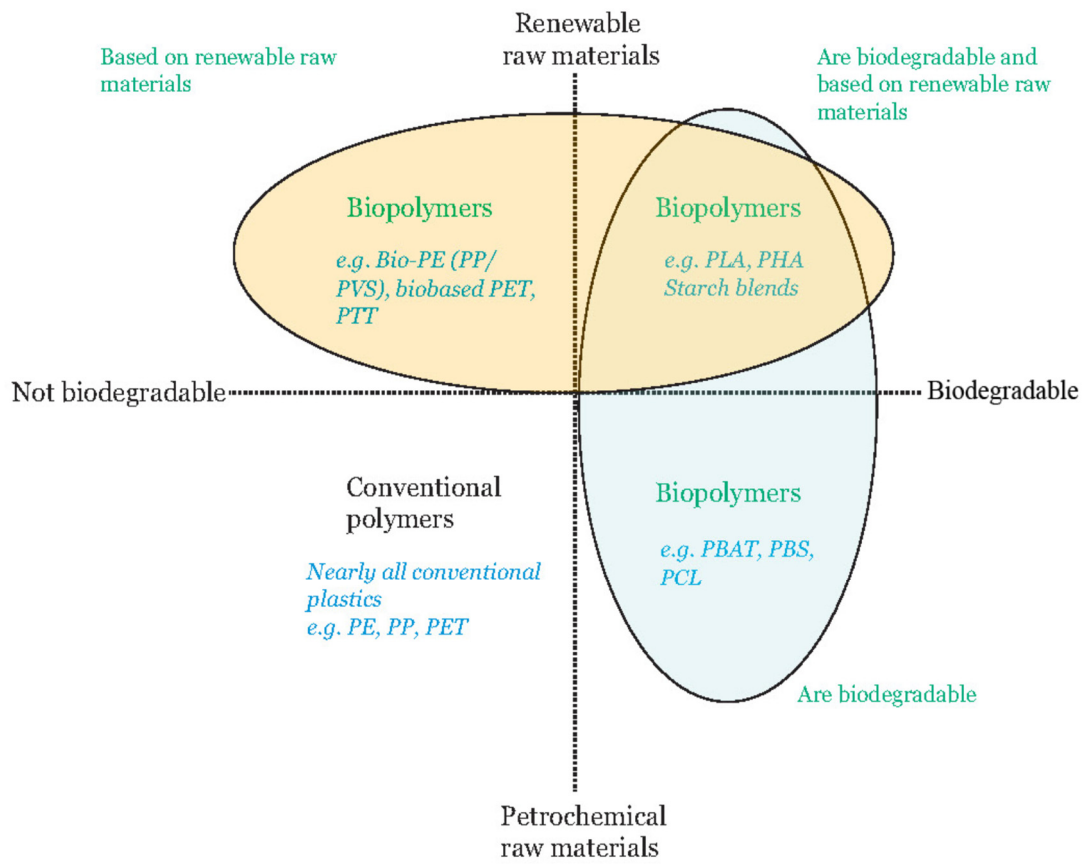 Renewable
raw materials
Based on renewable raw
materials
Are biodegradable and
based on renewable raw
materials
Biopolymers
e.g. Bio-PE (PP/
PVS), biobased PET,
PTT
Biopolymers
e.g. PLA, PHA
Starch blends
Not biodegradable
Biodegradable
Conventional
polymers
Nearly all conventional
plastics
e.g. PE, PP, PET
Biopolymers
e.g. PBAT, PBS,
PCL
Are biodegradable
Petrochemical
raw materials